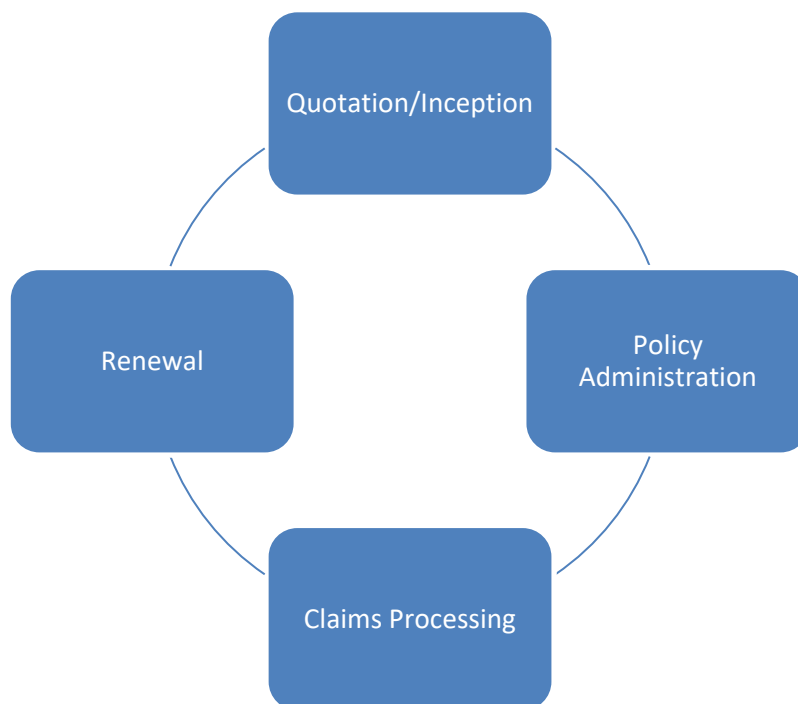 Quotation/Inception
Renewal
Policy
Administration
Claims Processing